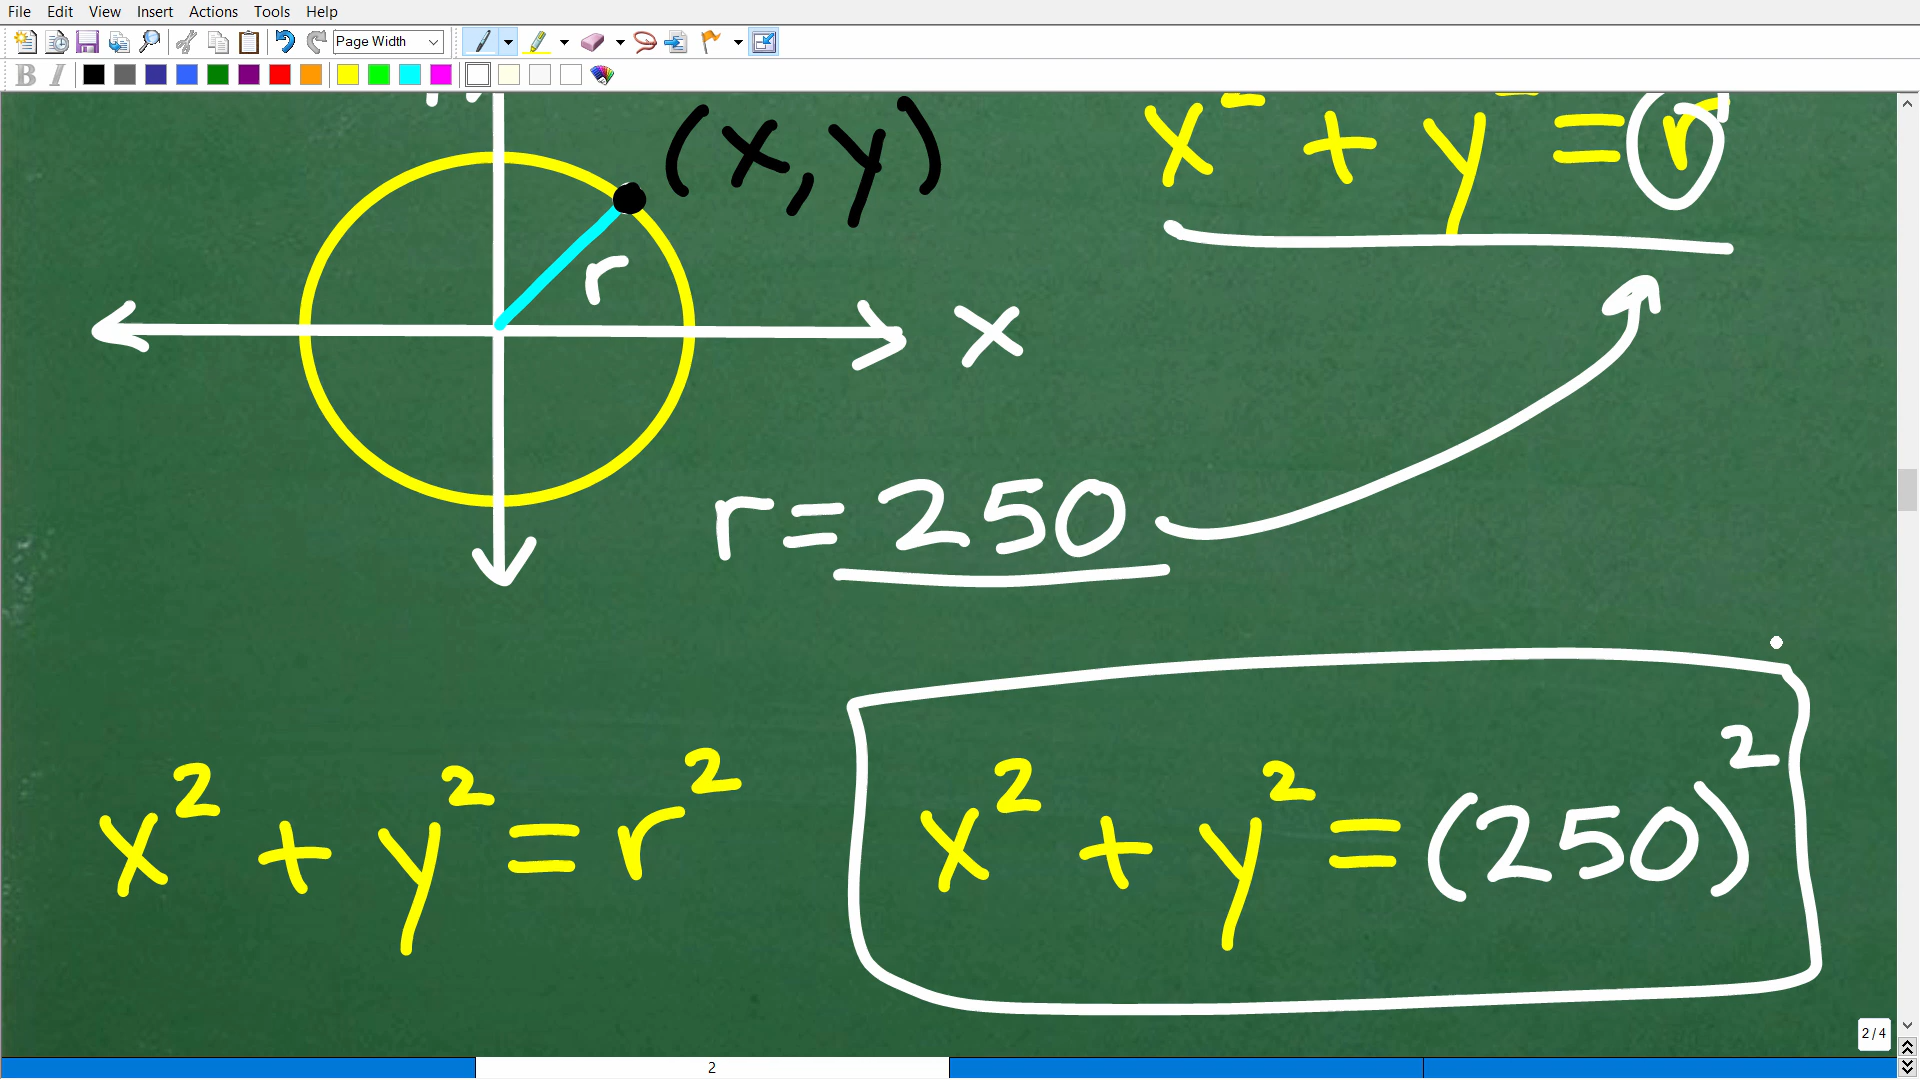 File Edit View Insert Actions Tools Help
Page Width
B I
(x,y)
x² + y² = r
r
x
r = 250
x² + y² = r²
x² + y² = (250)²
2/4
2